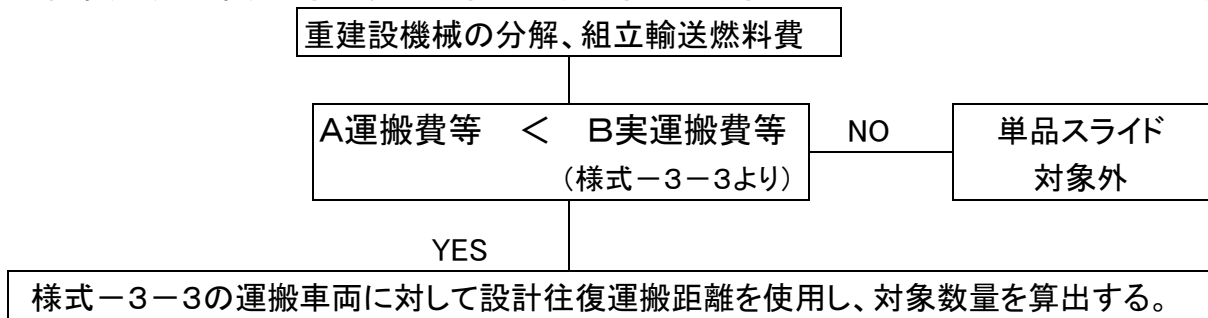 重建設機械の分解、組立輸送燃料費
A運搬費等 < B実運搬費等
(様式-3-3より)
NO
単品スライド
対象外
YES
様式-3-3の運搬車両に対して設計往復運搬距離を使用し、対象数量を算出する。